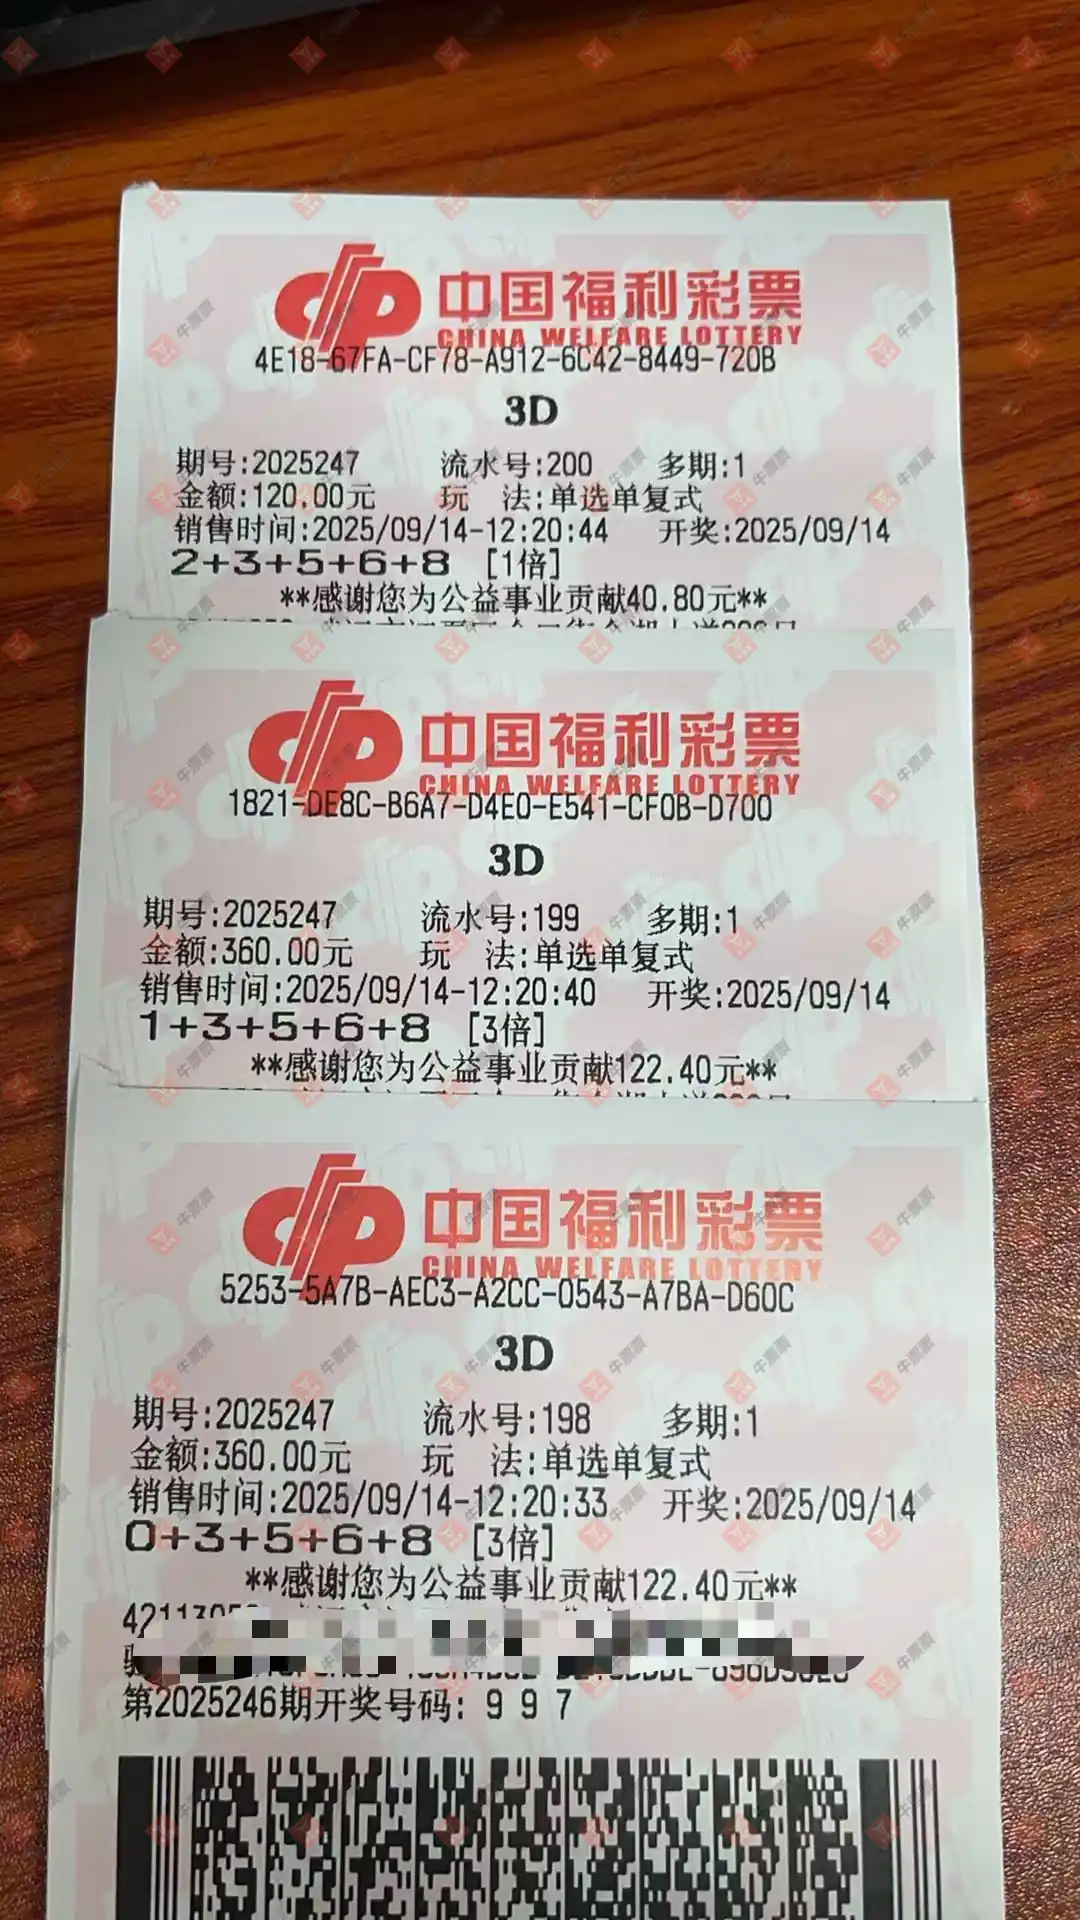 中国福利彩票
CHINA WELFARE LOTTERY
4E18-67FA-CF78-A912-6C42-8449-720B
3D
期号:2025247 流水号:200 多期:1
金额:120.00元 玩 法:单选单复式
销售时间:2025/09/14-12:20:44 开奖:2025/09/14
2+3+5+6+8 [1倍]
**感谢您为公益事业贡献40.80元**
中国福利彩票
CHINA WELFARE LOTTERY
1821-DE8C-B6A7-D4E0-E541-CF0B-D700
3D
期号:2025247 流水号:199 多期:1
金额:360.00元 玩 法:单选单复式
销售时间:2025/09/14-12:20:40 开奖:2025/09/14
1+3+5+6+8 [3倍]
**感谢您为公益事业贡献122.40元**
中国福利彩票
CHINA WELFARE LOTTERY
5253-5A7B-AEC3-A2CC-0543-A7BA-D60C
3D
期号:2025247 流水号:198 多期:1
金额:360.00元 玩 法:单选单复式
销售时间:2025/09/14-12:20:33 开奖:2025/09/14
0+3+5+6+8 [3倍]
**感谢您为公益事业贡献122.40元**
第2025246期开奖号码: 9 9 7
牛票票